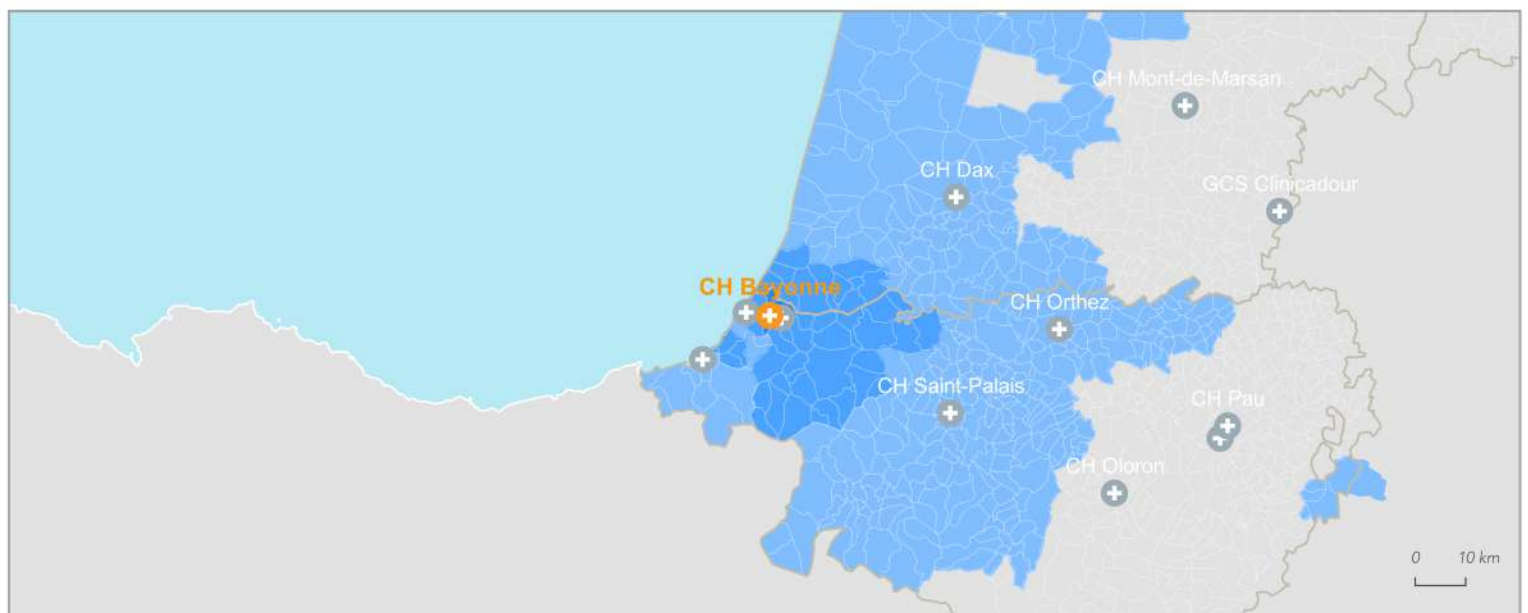 CH Mont-de-Marsan
CH Dax
GCS Clinicadour
CH Bayonne
CH Orthez
CH Saint-Palais
CH Pau
CH Oloron
0 10 km